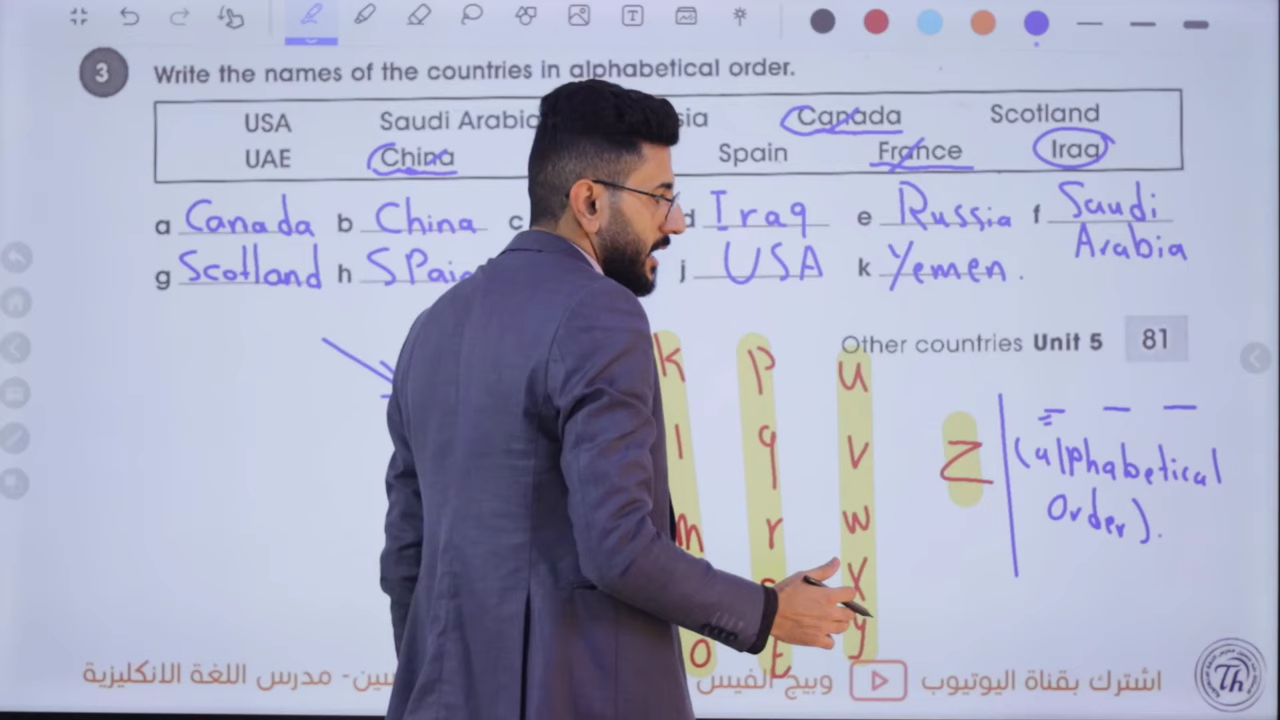 3 Write the names of the countries in alphabetical order.
USA Saudi Arabia sia Canada Scotland
UAE China Spain France Iraq
a Canada b China c d Iraq e Russia f Saudi Arabia
g Scotland h SPain j USA k Yemen.
Other countries Unit 5 81
k p u
l q v
m r w
x
y
o t
z
(alphabetical
Order).
اشترك بقناة اليوتيوب وبيج الفيس سين- مدرس اللغة الانكليزية
Th